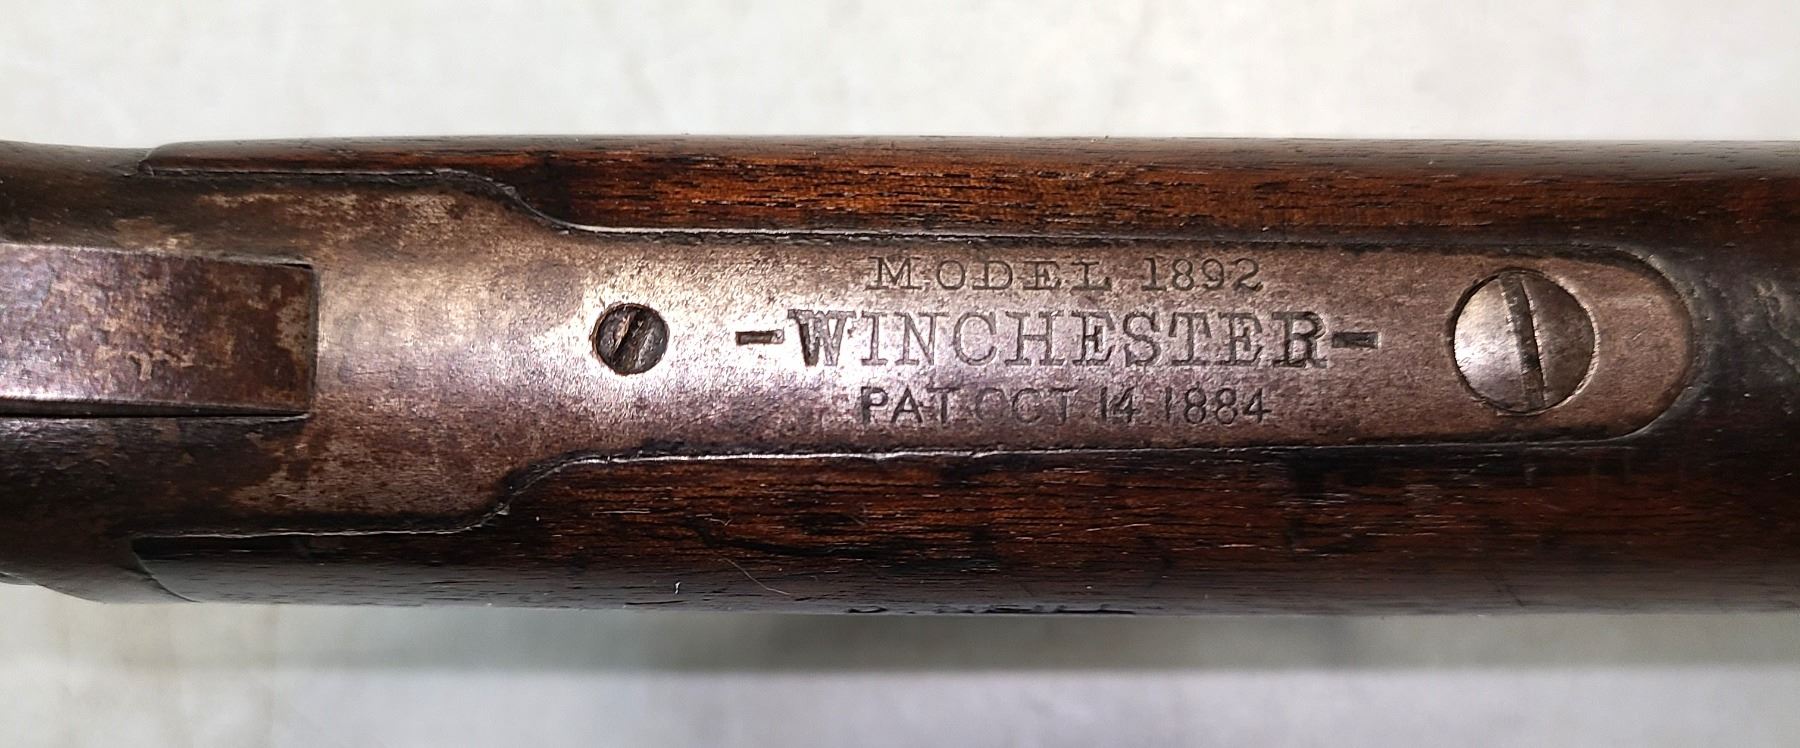 MODEL 1892
-WINCHESTER-
PAT OCT 14 1884